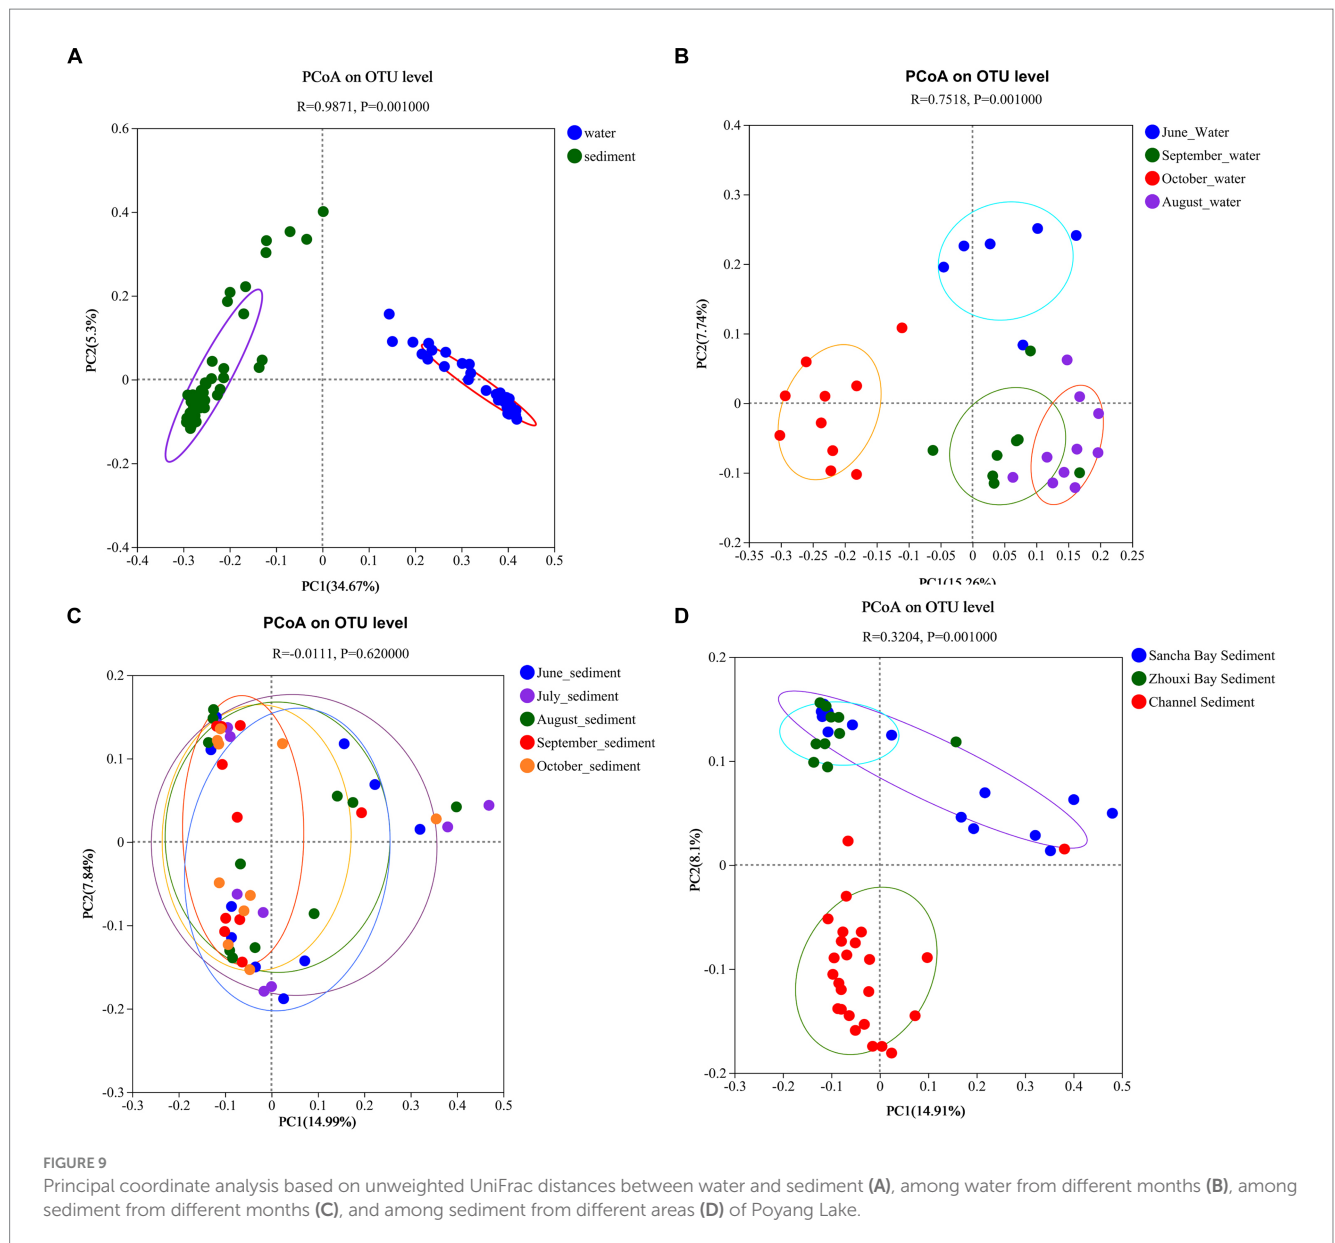 A
PCoA on OTU level
R=0.9871, P=0.001000
water
sediment
0.6
0.4
0.2
0
-0.2
-0.4
PC2(5.3%)
-0.4 -0.3 -0.2 -0.1 0 0.1 0.2 0.3 0.4 0.5
PC1(34.67%)
B
PCoA on OTU level
R=0.7518, P=0.001000
June_Water
September_water
October_water
August_water
0.4
0.3
0.2
0.1
0
-0.1
-0.2
PC2(7.74%)
-0.35 -0.3 -0.25 -0.2 -0.15 -0.1 -0.05 0 0.05 0.1 0.15 0.2 0.25
PC1(15.26%)
C
PCoA on OTU level
R=-0.0111, P=0.620000
June_sediment
July_sediment
August_sediment
September_sediment
October_sediment
0.2
0.1
0
-0.1
-0.2
-0.3
PC2(7.84%)
-0.3 -0.2 -0.1 0 0.1 0.2 0.3 0.4 0.5
PC1(14.99%)
D
PCoA on OTU level
R=0.3204, P=0.001000
Sancha Bay Sediment
Zhouxi Bay Sediment
Channel Sediment
0.2
0.1
0
-0.1
-0.2
PC2(8.1%)
-0.3 -0.2 -0.1 0 0.1 0.2 0.3 0.4 0.5
PC1(14.91%)
FIGURE 9
Principal coordinate analysis based on unweighted UniFrac distances between water and sediment (A), among water from different months (B), among
sediment from different months (C), and among sediment from different areas (D) of Poyang Lake.